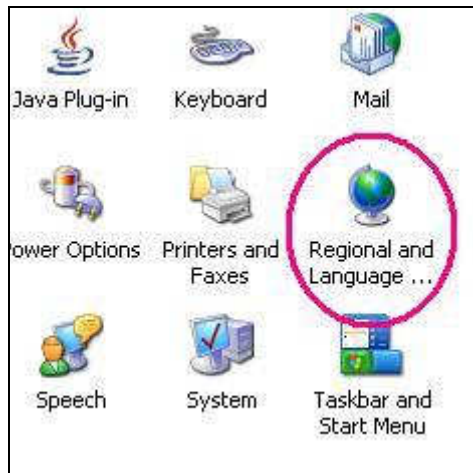 Java Plug-in
Keyboard
Mail
ower Options
Printers and
Faxes
Regional and
Language ...
Speech
System
Taskbar and
Start Menu